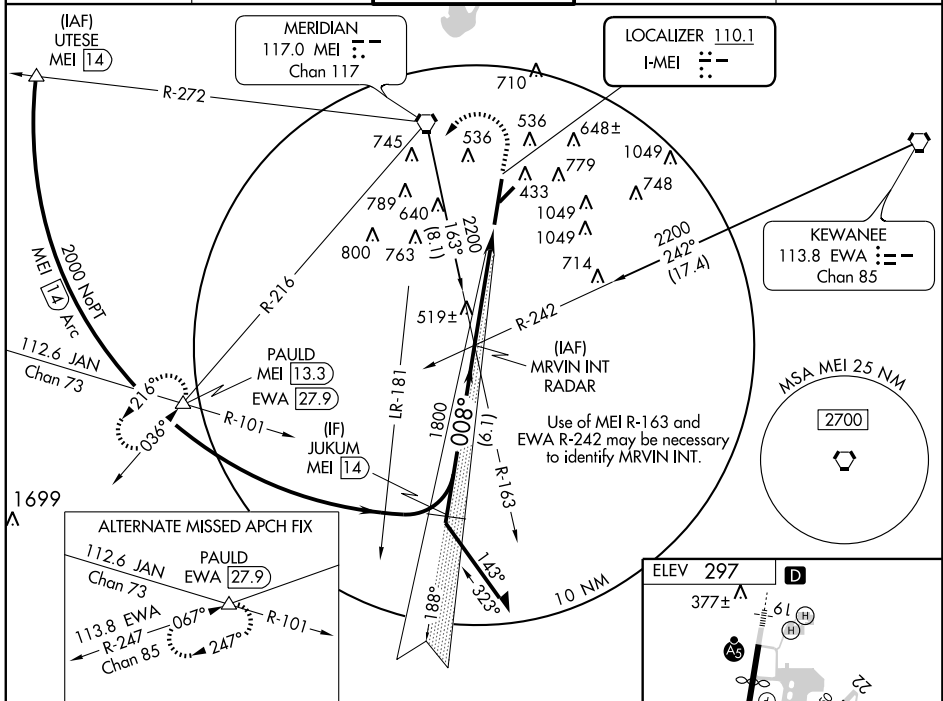 (IAF)
UTESE
MEI 14
MERIDIAN
117.0 MEI
Chan 117
LOCALIZER 110.1
I-MEI
R-272
710
745
536
536
648±
779
1049
433
748
789
640
1049
1049
800
763
714
519±
2200
163°
(8.1)
2200
242°
(17.4)
KEWANEE
113.8 EWA
Chan 85
R-242
R-216
2000 NoPT
MEI 14 Arc
112.6 JAN
Chan 73
216°
036°
PAULD
MEI 13.3
EWA 27.9
R-101
(IF)
JUKUM
MEI 14
LR-181
1800
008°
(6.1)
R-163
(IAF)
MRVIN INT
RADAR
Use of MEI R-163 and
EWA R-242 may be necessary
to identify MRVIN INT.
MSA MEI 25 NM
2700
1699
143°
323°
188°
10 NM
ALTERNATE MISSED APCH FIX
112.6 JAN
Chan 73
PAULD
EWA 27.9
R-101
113.8 EWA
R-247
Chan 85
067°
247°
ELEV 297
D
377±
19
H
H
A5
22